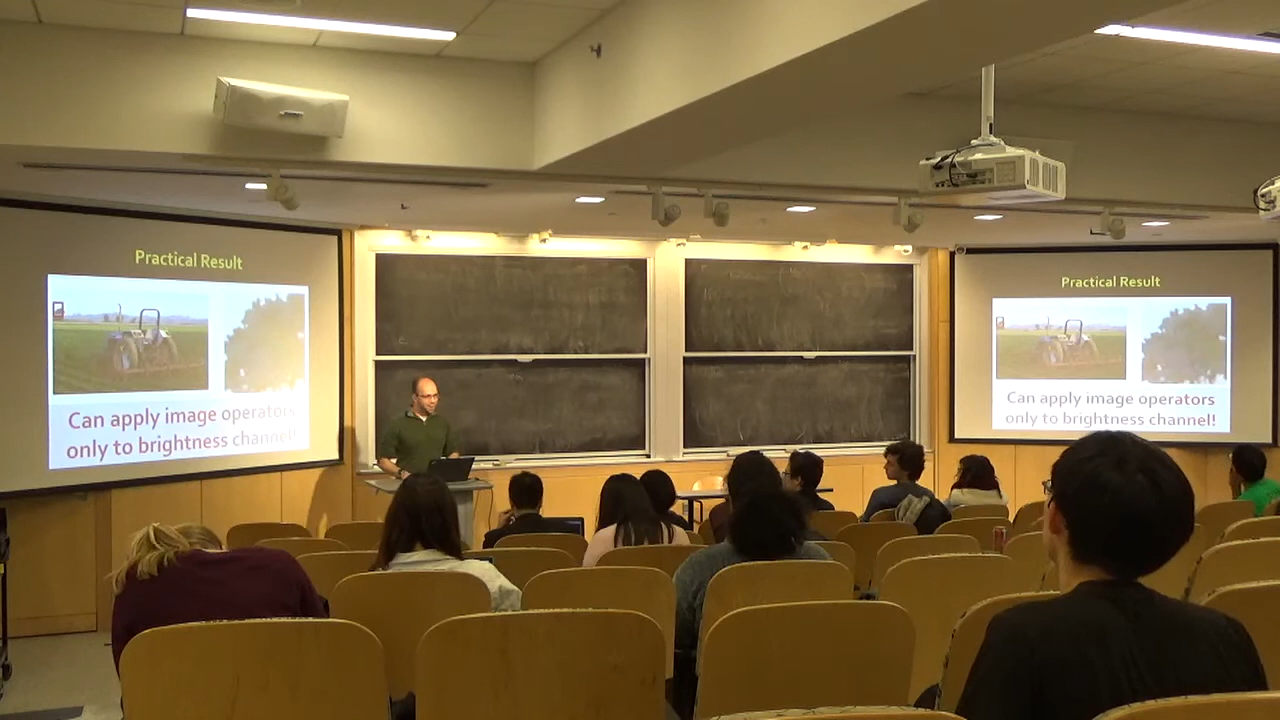 Practical Result
Can apply image operators
only to brightness channel!
Practical Result
Can apply image operators
only to brightness channel!